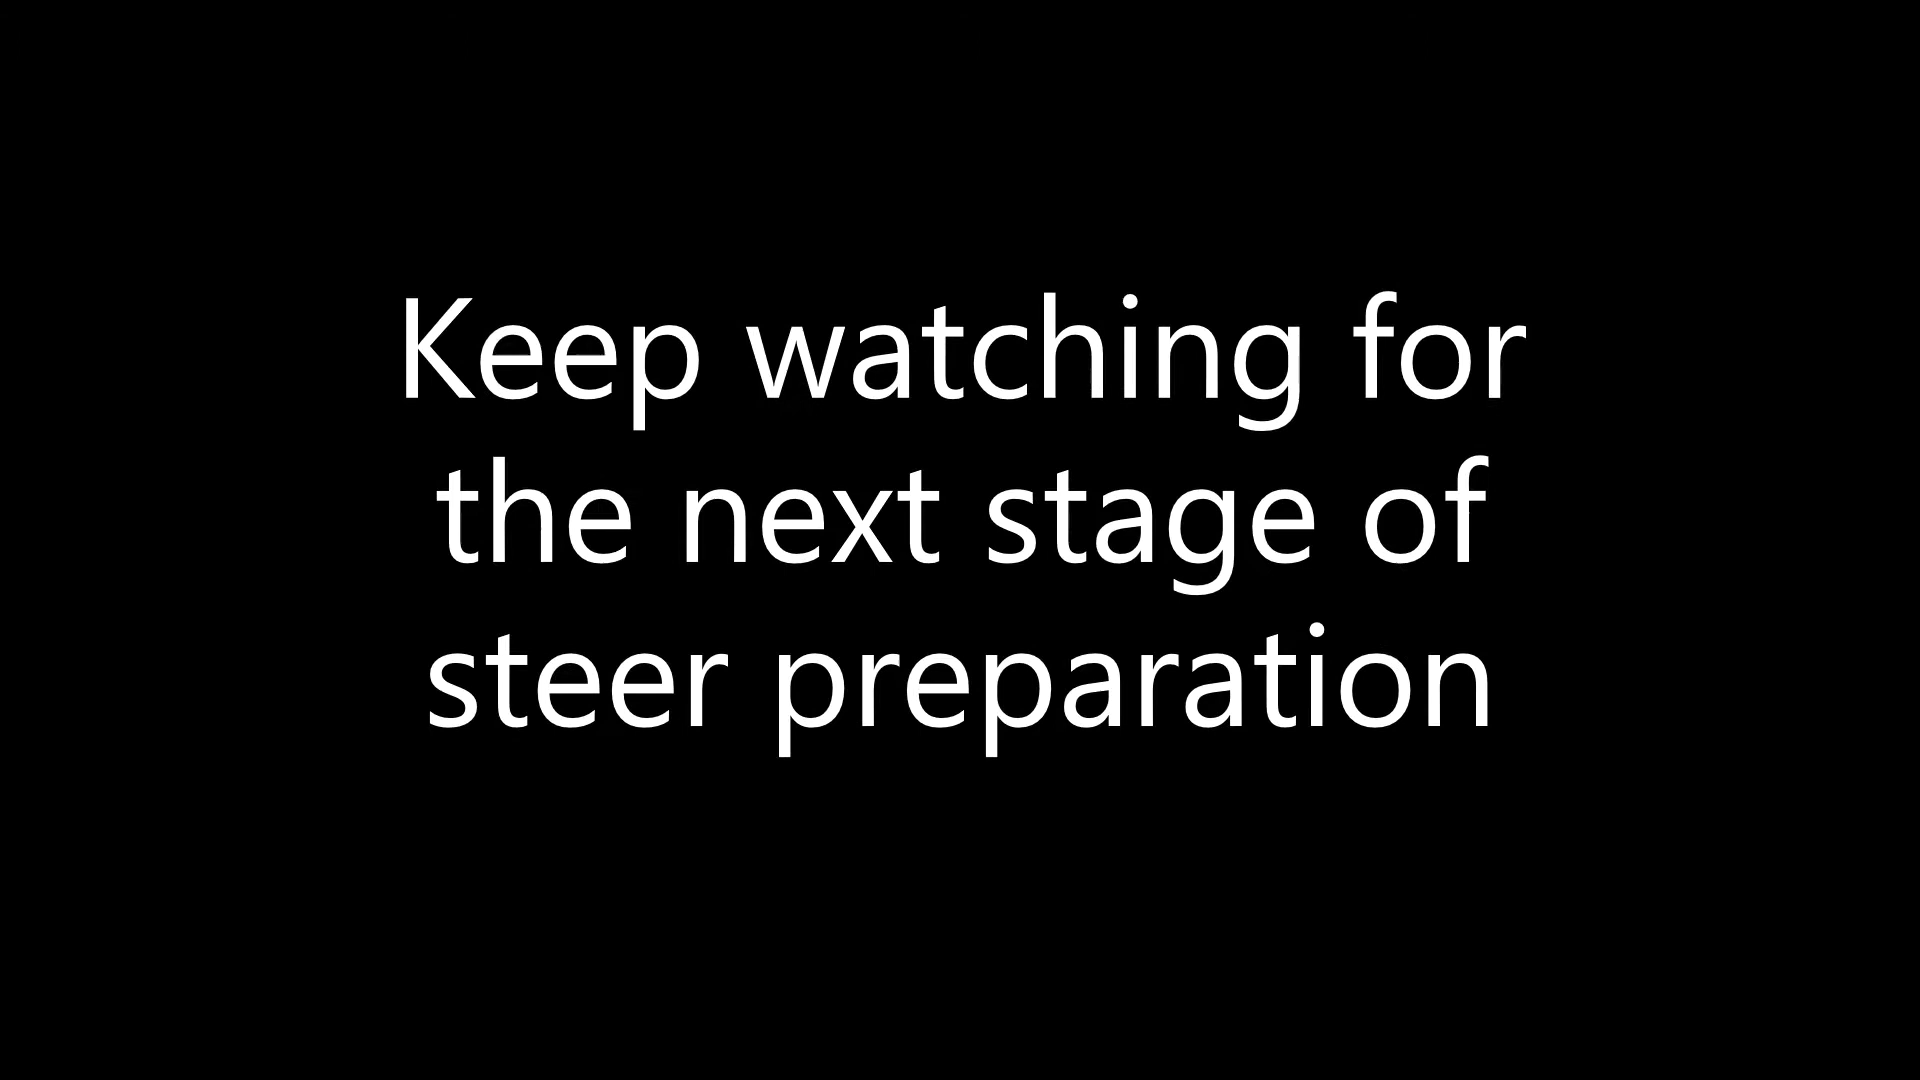 Keep watching for
the next stage of
steer preparation